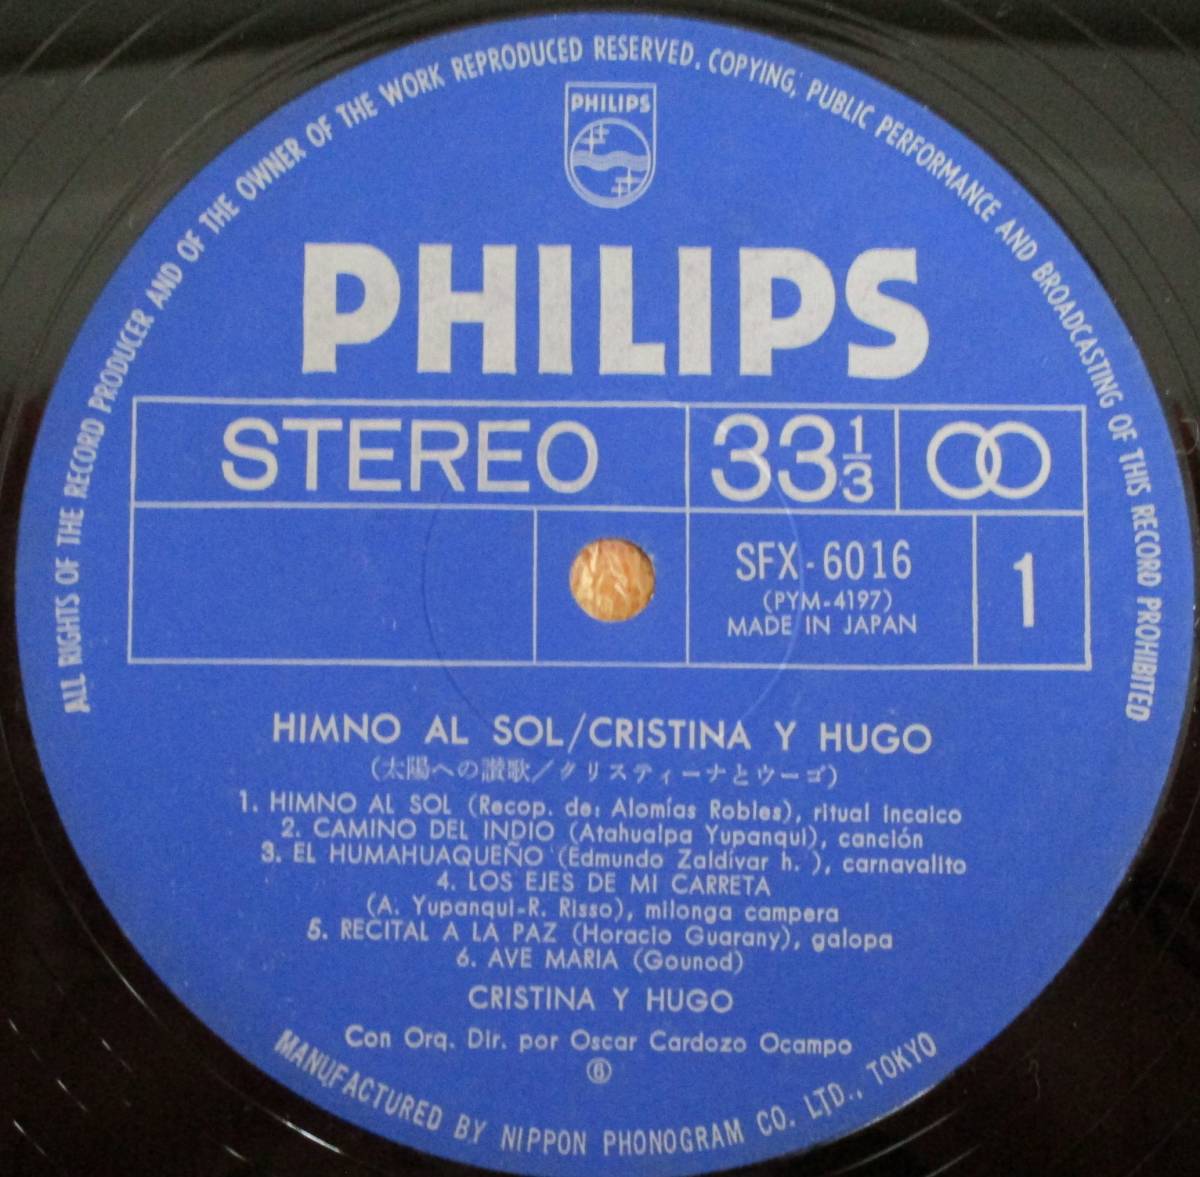 ALL RIGHTS OF THE RECORD PRODUCER AND OF THE OWNER OF THE WORK REPRODUCED RESERVED. COPYING, PUBLIC PERFORMANCE AND BROADCASTING OF THIS RECORD PROHIBITED
PHILIPS
PHILIPS
STEREO 33 1/3
SFX-6016 1
(PYM-4197)
MADE IN JAPAN
HIMNO AL SOL/CRISTINA Y HUGO
(太陽への讃歌/クリスティーナとウーゴ)
1. HIMNO AL SOL (Recop. de: Alomías Robles), ritual incaico
2. CAMINO DEL INDIO (Atahualpa Yupanqui), canción
3. EL HUMAHUAQUEÑO (Edmundo Zaldívar h. ), carnavalito
4. LOS EJES DE MI CARRETA
(A. Yupanqui-R. Risso), milonga campera
5. RECITAL A LA PAZ (Horacio Guarany), galopa
6. AVE MARIA (Gounod)
CRISTINA Y HUGO
Con Orq. Dir. por Oscar Cardozo Ocampo
⑥
MANUFACTURED BY NIPPON PHONOGRAM CO. LTD., TOKYO